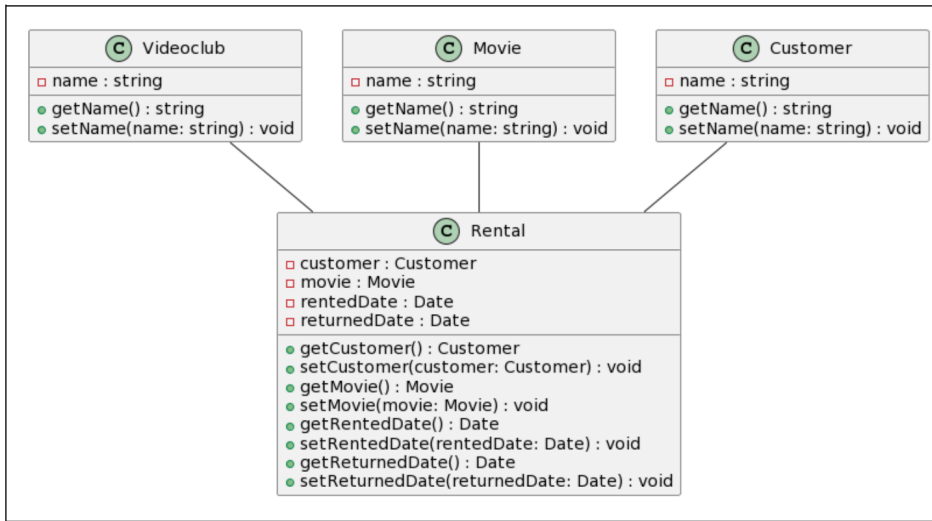 C Videoclub
name : string
getName() : string
setName(name: string) : void
C Movie
name : string
getName() : string
setName(name: string) : void
C Customer
name : string
getName() : string
setName(name: string) : void
C Rental
customer : Customer
movie : Movie
rentedDate : Date
returnedDate : Date
getCustomer() : Customer
setCustomer(customer: Customer) : void
getMovie() : Movie
setMovie(movie: Movie) : void
getRentedDate() : Date
setRentedDate(rentedDate: Date) : void
getReturnedDate() : Date
setReturnedDate(returnedDate: Date) : void